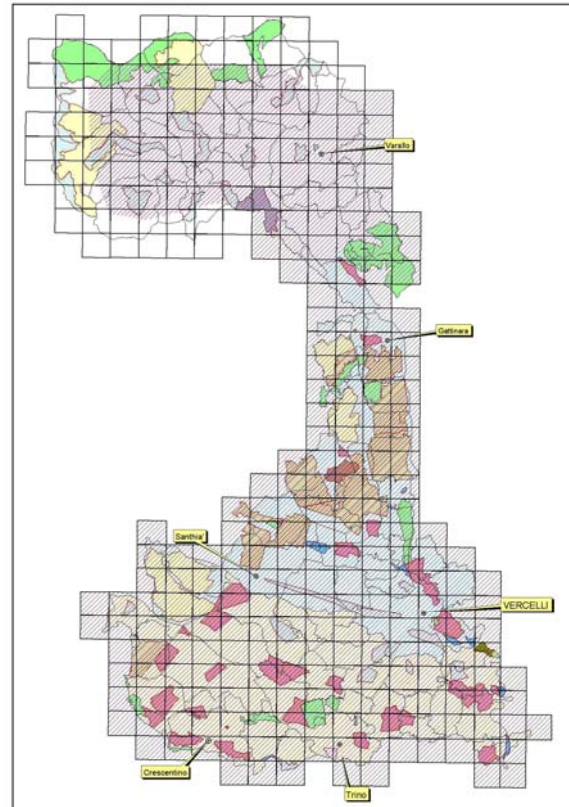 Varallo
Gattinara
Santhia'
VERCELLI
Crescentino
Trino